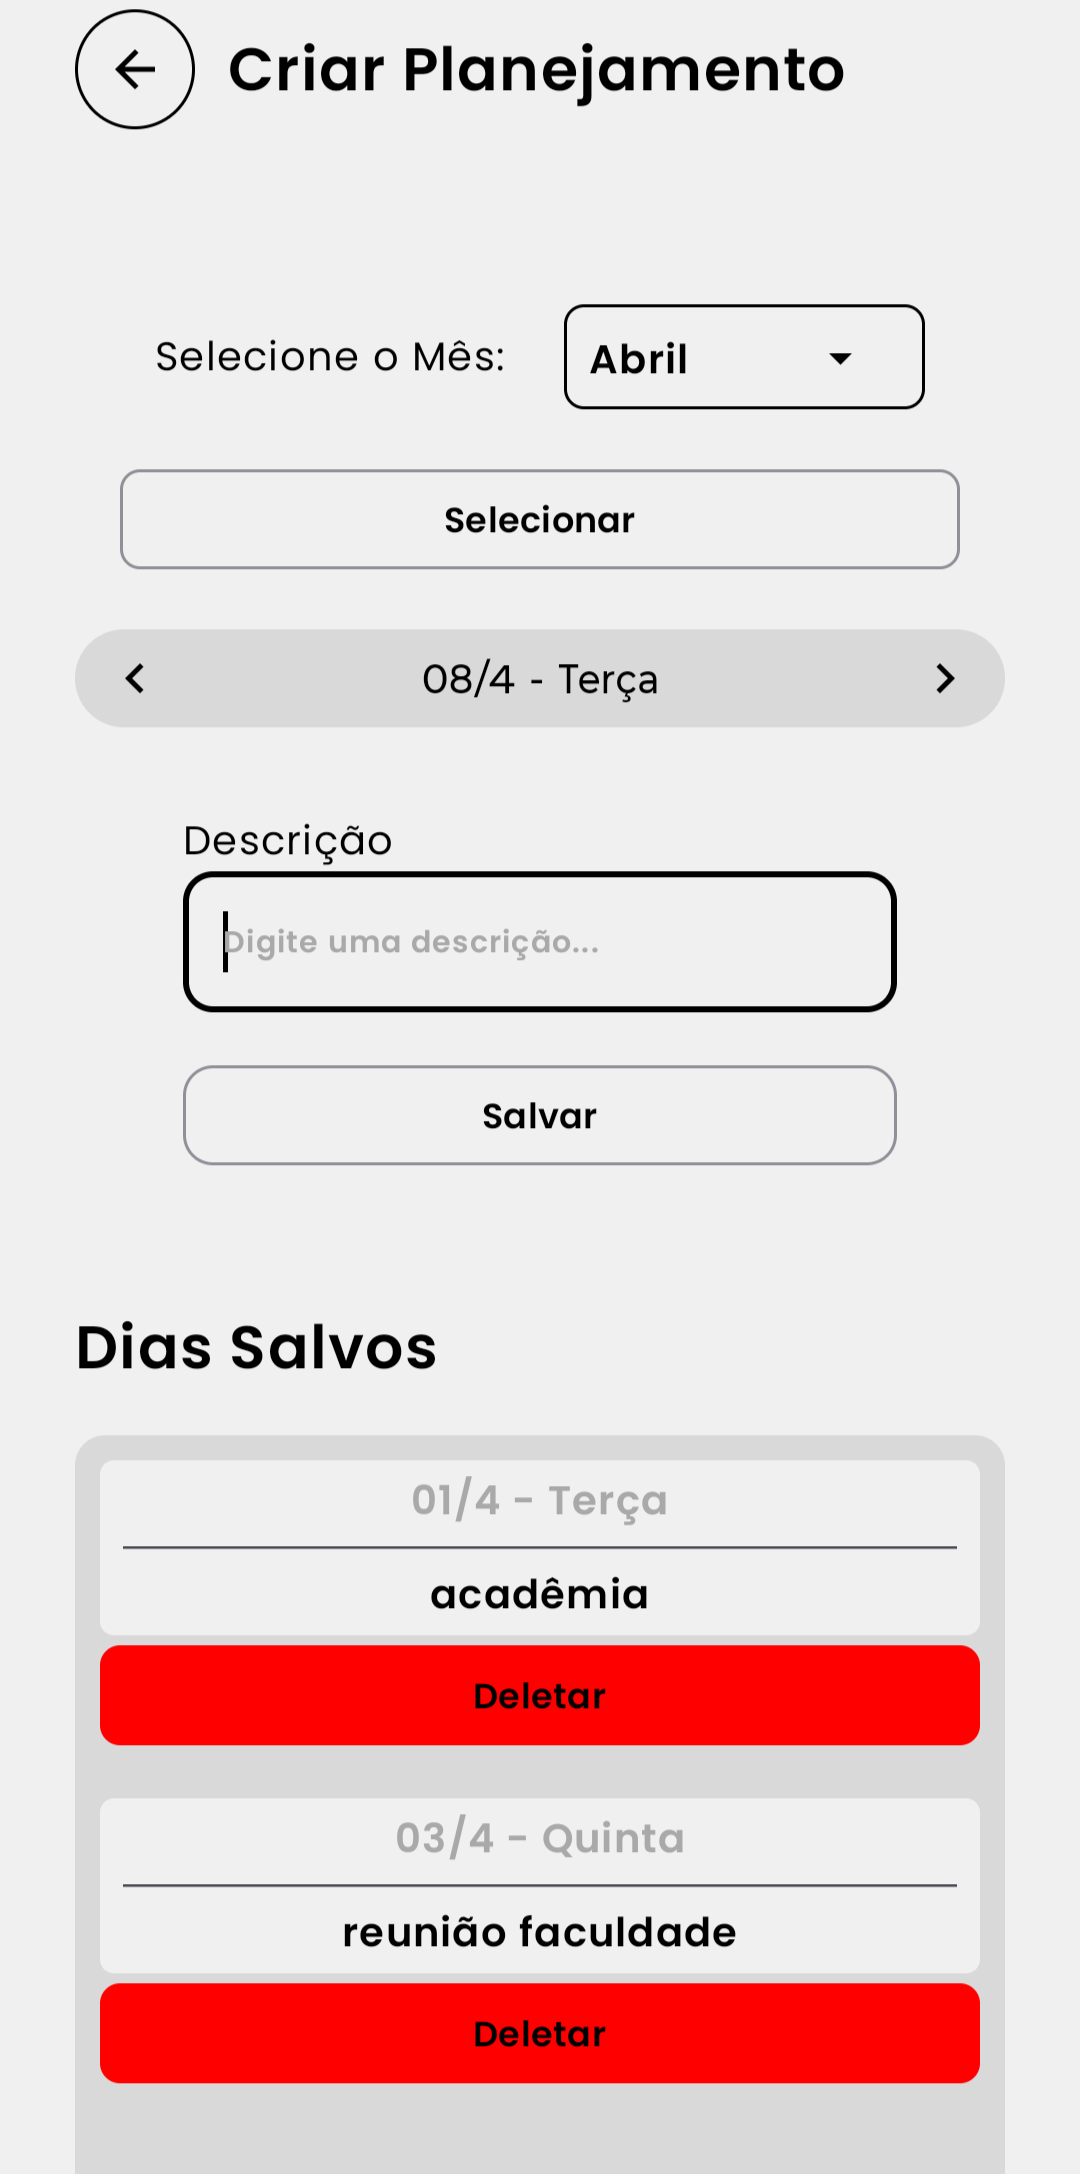 Criar Planejamento
Selecione o Mês:
Abril
Selecionar
08/4 - Terça
Descrição
Digite uma descrição...
Salvar
Dias Salvos
01/4 - Terça
acadêmia
Deletar
03/4 - Quinta
reunião faculdade
Deletar